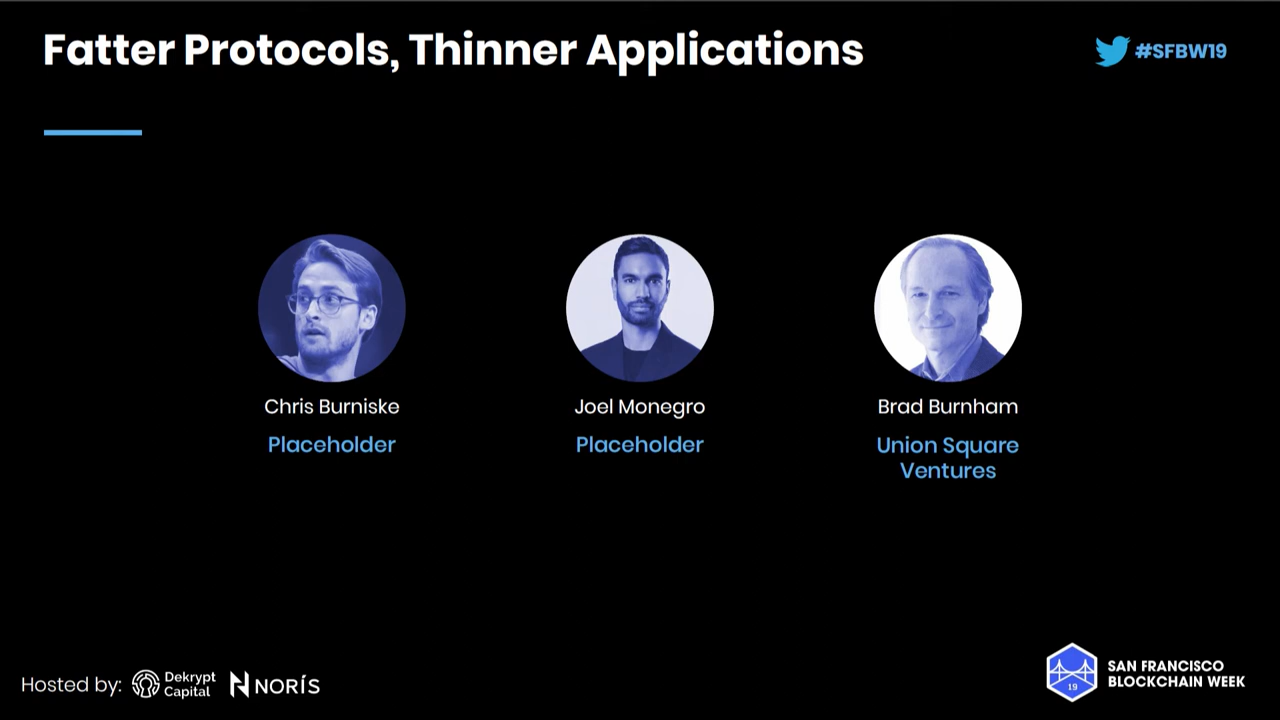 Fatter Protocols, Thinner Applications
#SFBW19
Chris Burniske
Placeholder
Joel Monegro
Placeholder
Brad Burnham
Union Square
Ventures
Hosted by:
Dekrypt
Capital
NORÍS
19
SAN FRANCISCO
BLOCKCHAIN WEEK